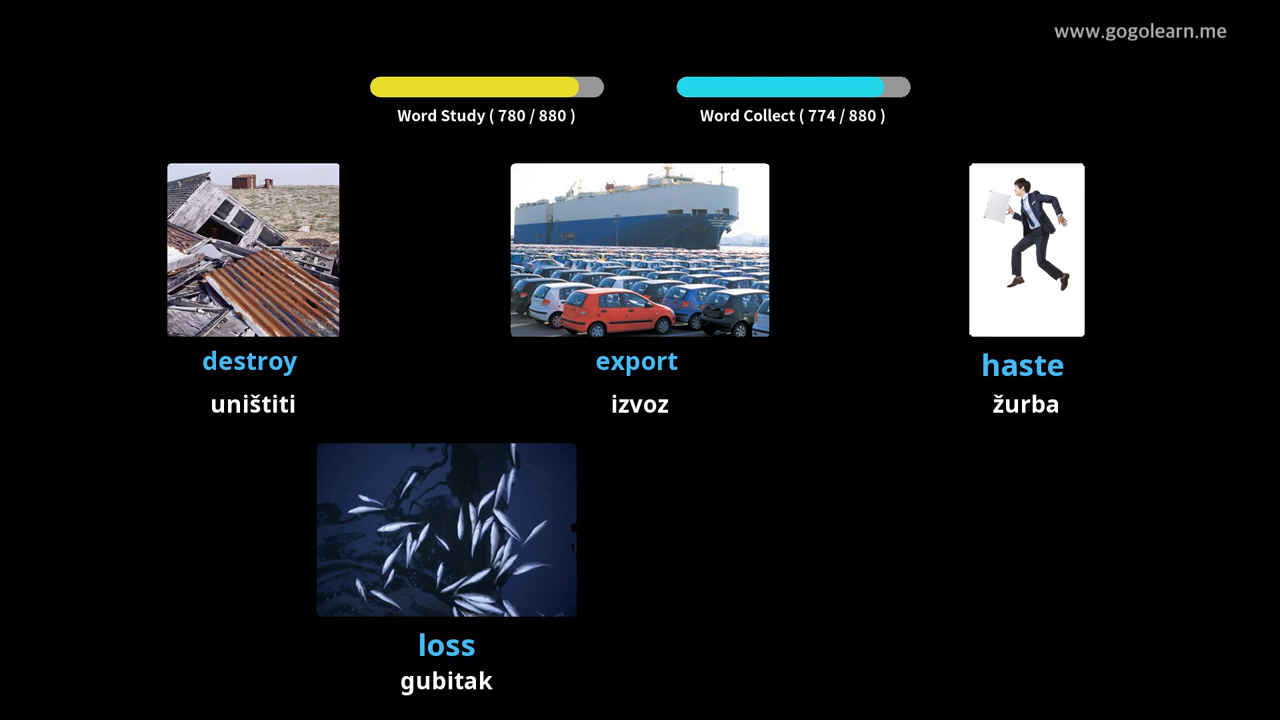 www.gogolearn.me
Word Study ( 780 / 880 )
Word Collect ( 774 / 880 )
destroy
uništiti
export
izvoz
haste
žurba
loss
gubitak